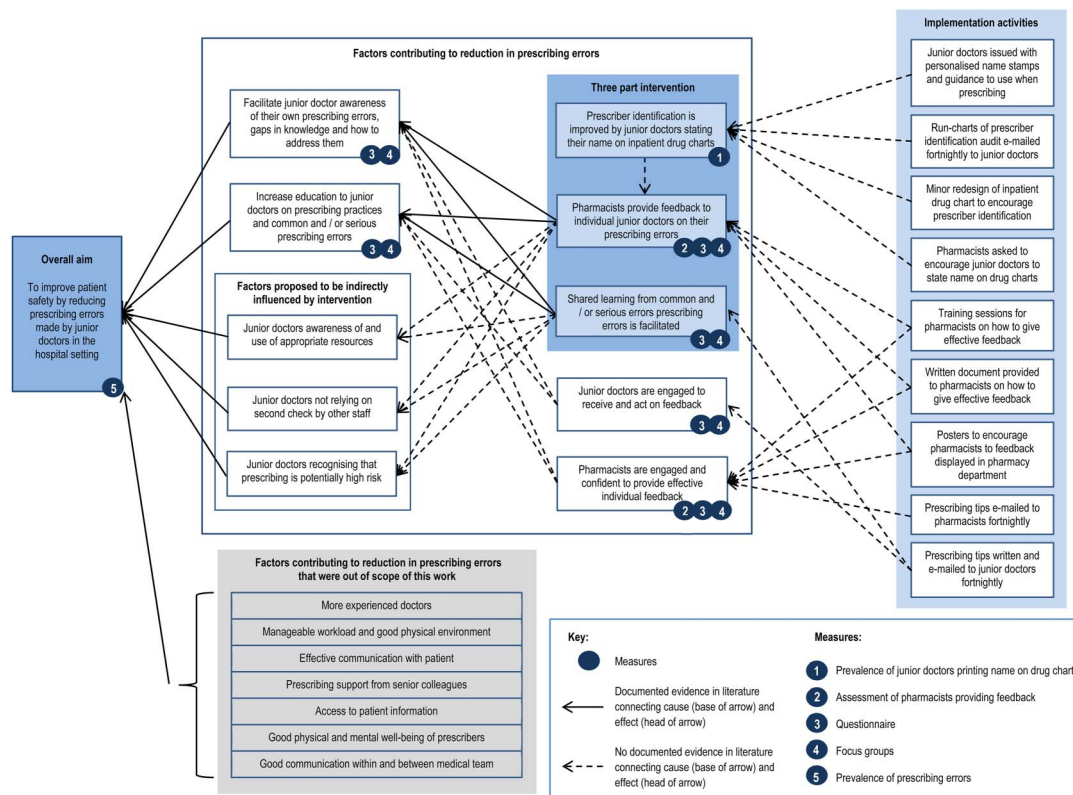 Implementation activities
Junior doctors issued with
personalised name stamps
and guidance to use when
prescribing
Run-charts of prescriber
identification audit e-mailed
fortnightly to junior doctors
Minor redesign of inpatient
drug chart to encourage
prescriber identification
Pharmacists asked to
encourage junior doctors to
state name on drug charts
Training sessions for
pharmacists on how to give
effective feedback
Written document provided
to pharmacists on how to
give effective feedback
Posters to encourage
pharmacists to feedback
displayed in pharmacy
department
Prescribing tips e-mailed to
pharmacists fortnightly
Prescribing tips written and
e-mailed to junior doctors
fortnightly
Factors contributing to reduction in prescribing errors
Three part intervention
Prescriber identification is
improved by junior doctors stating
their name on inpatient drug charts
1
Pharmacists provide feedback to
individual junior doctors on their
prescribing errors
2 3 4
Shared learning from common and
/ or serious errors prescribing
errors is facilitated
3 4
Junior doctors are engaged to
receive and act on feedback
3 4
Pharmacists are engaged and
confident to provide effective
individual feedback
2 3 4
Facilitate junior doctor awareness
of their own prescribing errors,
gaps in knowledge and how to
address them
3 4
Increase education to junior
doctors on prescribing practices
and common and / or serious
prescribing errors
3 4
Factors proposed to be indirectly
influenced by intervention
Junior doctors awareness of and
use of appropriate resources
Junior doctors not relying on
second check by other staff
Junior doctors recognising that
prescribing is potentially high risk
Overall aim
To improve patient
safety by reducing
prescribing errors
made by junior
doctors in the
hospital setting
5
Factors contributing to reduction in prescribing errors
that were out of scope of this work
More experienced doctors
Manageable workload and good physical environment
Effective communication with patient
Prescribing support from senior colleagues
Access to patient information
Good physical and mental well-being of prescribers
Good communication within and between medical team
Key:
Measures
Documented evidence in literature
connecting cause (base of arrow) and
effect (head of arrow)
No documented evidence in literature
connecting cause (base of arrow) and
effect (head of arrow)
Measures:
1 Prevalence of junior doctors printing name on drug chart
2 Assessment of pharmacists providing feedback
3 Questionnaire
4 Focus groups
5 Prevalence of prescribing errors